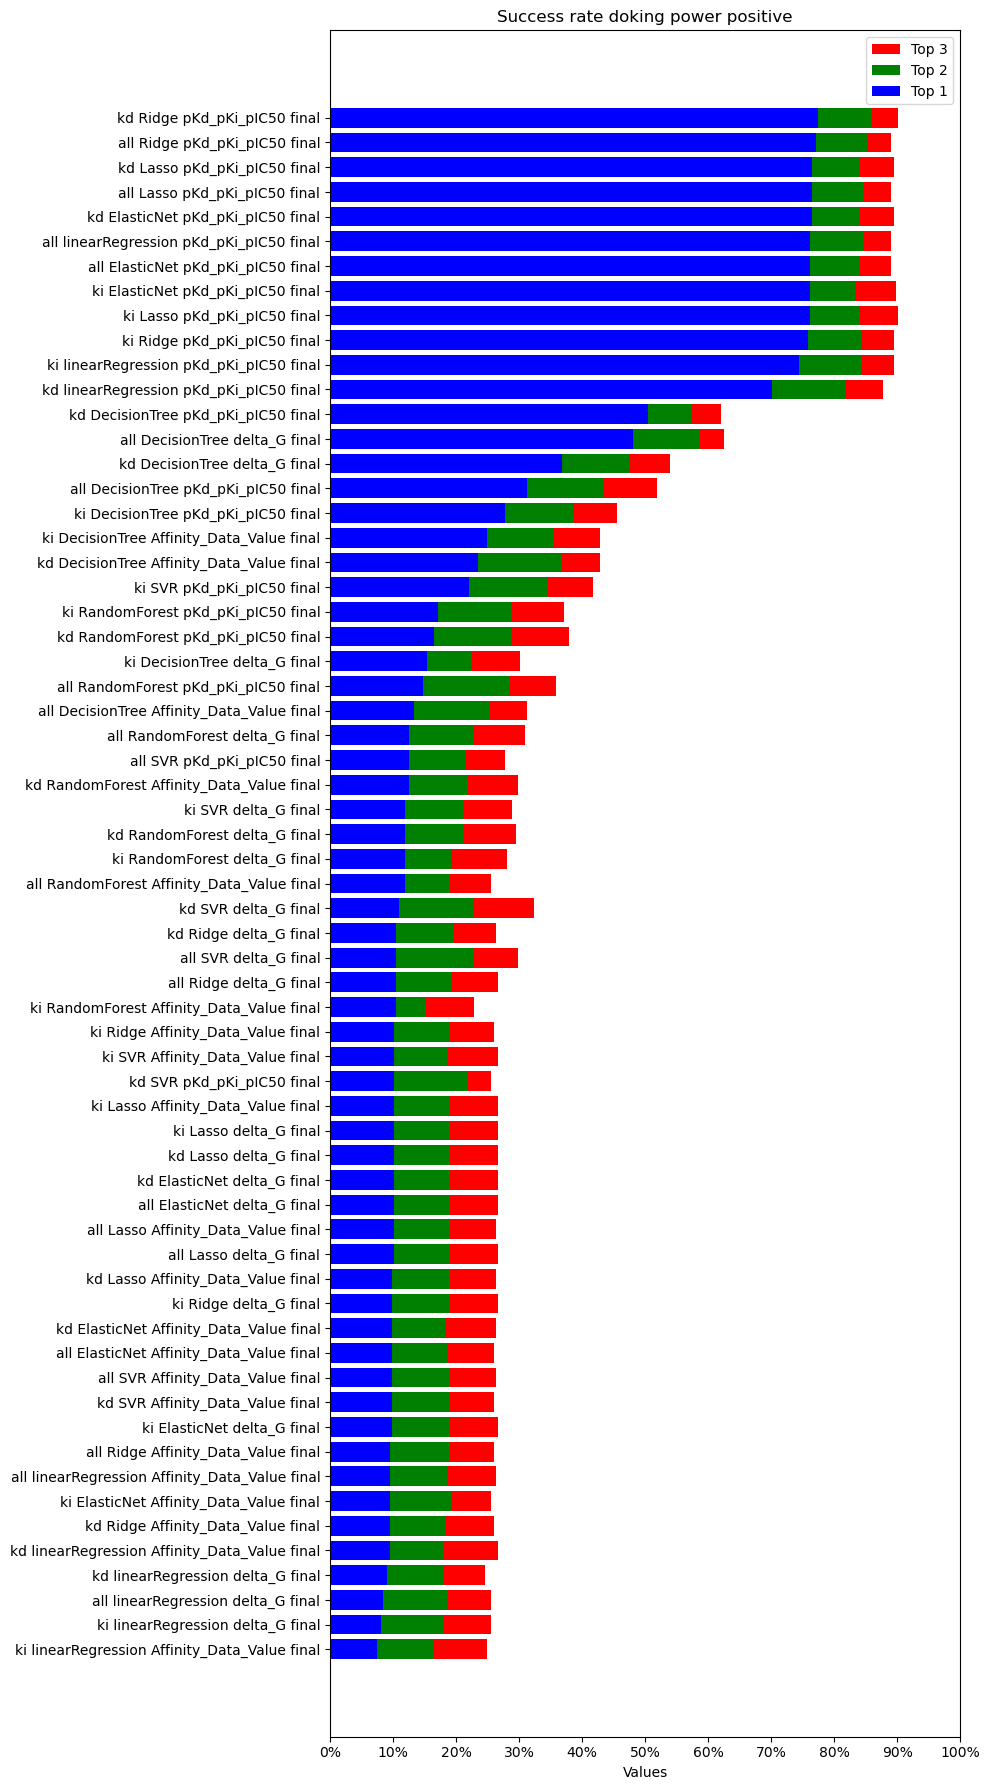 Success rate doking power positive
Top 3
Top 2
Top 1
kd Ridge pKd_pKi_pIC50 final
all Ridge pKd_pKi_pIC50 final
kd Lasso pKd_pKi_pIC50 final
all Lasso pKd_pKi_pIC50 final
kd ElasticNet pKd_pKi_pIC50 final
all linearRegression pKd_pKi_pIC50 final
all ElasticNet pKd_pKi_pIC50 final
ki ElasticNet pKd_pKi_pIC50 final
ki Lasso pKd_pKi_pIC50 final
ki Ridge pKd_pKi_pIC50 final
ki linearRegression pKd_pKi_pIC50 final
kd linearRegression pKd_pKi_pIC50 final
kd DecisionTree pKd_pKi_pIC50 final
all DecisionTree delta_G final
kd DecisionTree delta_G final
all DecisionTree pKd_pKi_pIC50 final
ki DecisionTree pKd_pKi_pIC50 final
ki DecisionTree Affinity_Data_Value final
kd DecisionTree Affinity_Data_Value final
ki SVR pKd_pKi_pIC50 final
ki RandomForest pKd_pKi_pIC50 final
kd RandomForest pKd_pKi_pIC50 final
ki DecisionTree delta_G final
all RandomForest pKd_pKi_pIC50 final
all DecisionTree Affinity_Data_Value final
all RandomForest delta_G final
all SVR pKd_pKi_pIC50 final
kd RandomForest Affinity_Data_Value final
ki SVR delta_G final
kd RandomForest delta_G final
ki RandomForest delta_G final
all RandomForest Affinity_Data_Value final
kd SVR delta_G final
kd Ridge delta_G final
all SVR delta_G final
all Ridge delta_G final
ki RandomForest Affinity_Data_Value final
ki Ridge Affinity_Data_Value final
ki SVR Affinity_Data_Value final
kd SVR pKd_pKi_pIC50 final
ki Lasso Affinity_Data_Value final
ki Lasso delta_G final
kd Lasso delta_G final
kd ElasticNet delta_G final
all ElasticNet delta_G final
all Lasso Affinity_Data_Value final
all Lasso delta_G final
kd Lasso Affinity_Data_Value final
ki Ridge delta_G final
kd ElasticNet Affinity_Data_Value final
all ElasticNet Affinity_Data_Value final
all SVR Affinity_Data_Value final
kd SVR Affinity_Data_Value final
ki ElasticNet delta_G final
all Ridge Affinity_Data_Value final
all linearRegression Affinity_Data_Value final
ki ElasticNet Affinity_Data_Value final
kd Ridge Affinity_Data_Value final
kd linearRegression Affinity_Data_Value final
kd linearRegression delta_G final
all linearRegression delta_G final
ki linearRegression delta_G final
ki linearRegression Affinity_Data_Value final
0% 10% 20% 30% 40% 50% 60% 70% 80% 90% 100%
Values